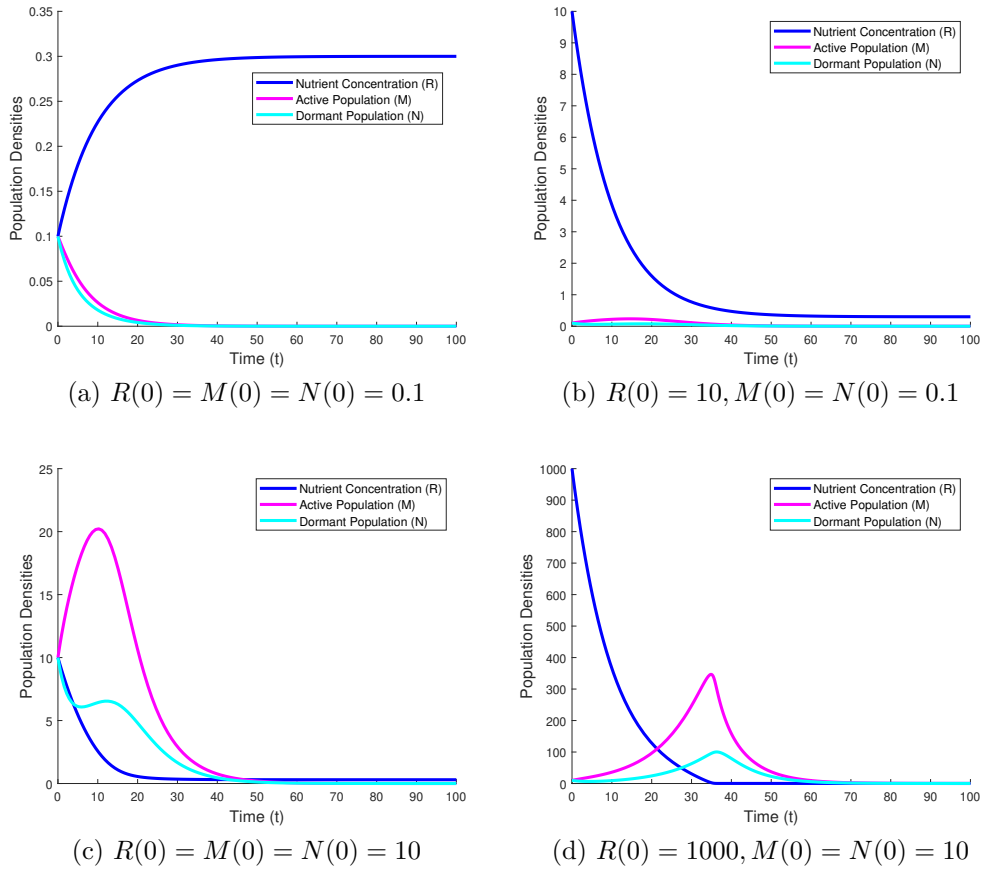 0.35
0.3
0.25
0.2
0.15
0.1
0.05
0
Population Densities
Nutrient Concentration (R)
Active Population (M)
Dormant Population (N)
0 10 20 30 40 50 60 70 80 90 100
Time (t)
(a) R(0) = M(0) = N(0) = 0.1
10
9
8
7
6
5
4
3
2
1
0
Population Densities
Nutrient Concentration (R)
Active Population (M)
Dormant Population (N)
0 10 20 30 40 50 60 70 80 90 100
Time (t)
(b) R(0) = 10, M(0) = N(0) = 0.1
25
20
15
10
5
0
Population Densities
Nutrient Concentration (R)
Active Population (M)
Dormant Population (N)
0 10 20 30 40 50 60 70 80 90 100
Time (t)
(c) R(0) = M(0) = N(0) = 10
1000
900
800
700
600
500
400
300
200
100
0
Population Densities
Nutrient Concentration (R)
Active Population (M)
Dormant Population (N)
0 10 20 30 40 50 60 70 80 90 100
Time (t)
(d) R(0) = 1000, M(0) = N(0) = 10